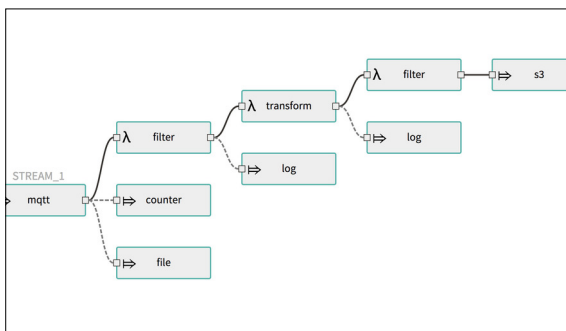 filter
s3
transform
filter
log
log
STREAM_1
mqtt
counter
file